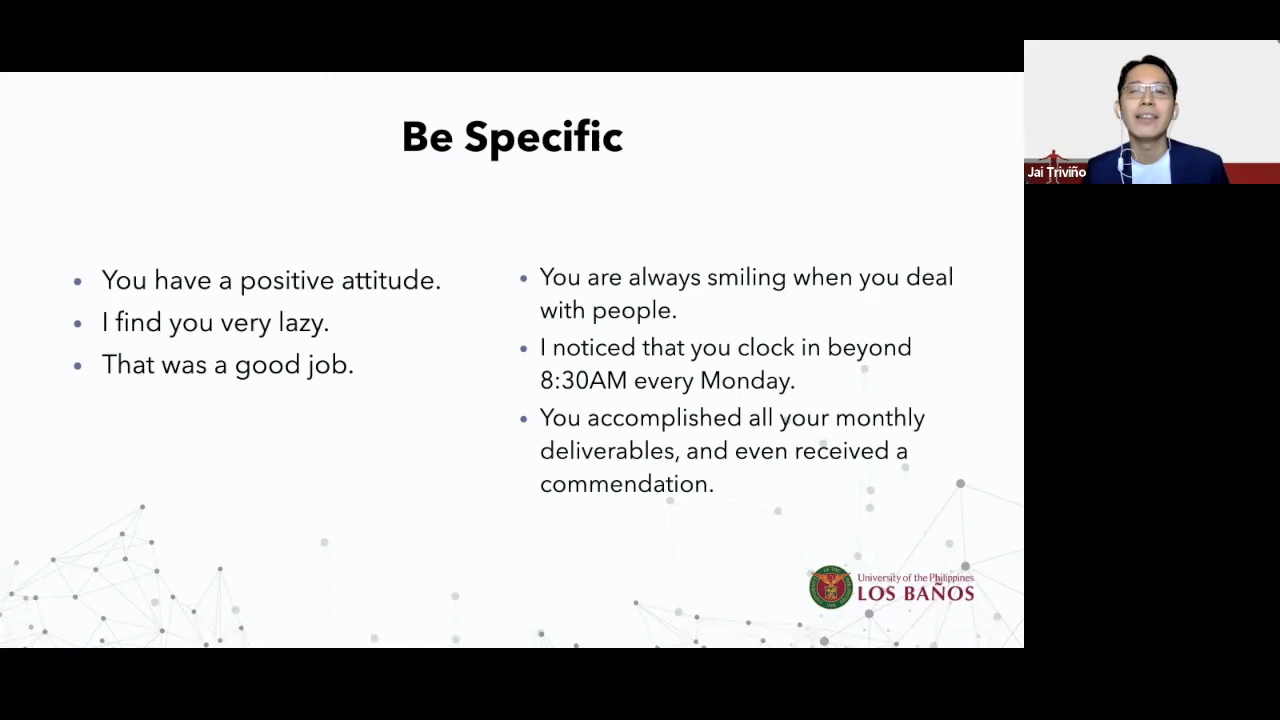 Be Specific
• You have a positive attitude.
• I find you very lazy.
• That was a good job.
• You are always smiling when you deal
with people.
• I noticed that you clock in beyond
8:30AM every Monday.
• You accomplished all your monthly
deliverables, and even received a
commendation.
University of the Philippines
LOS BAÑOS
Jai Triviño